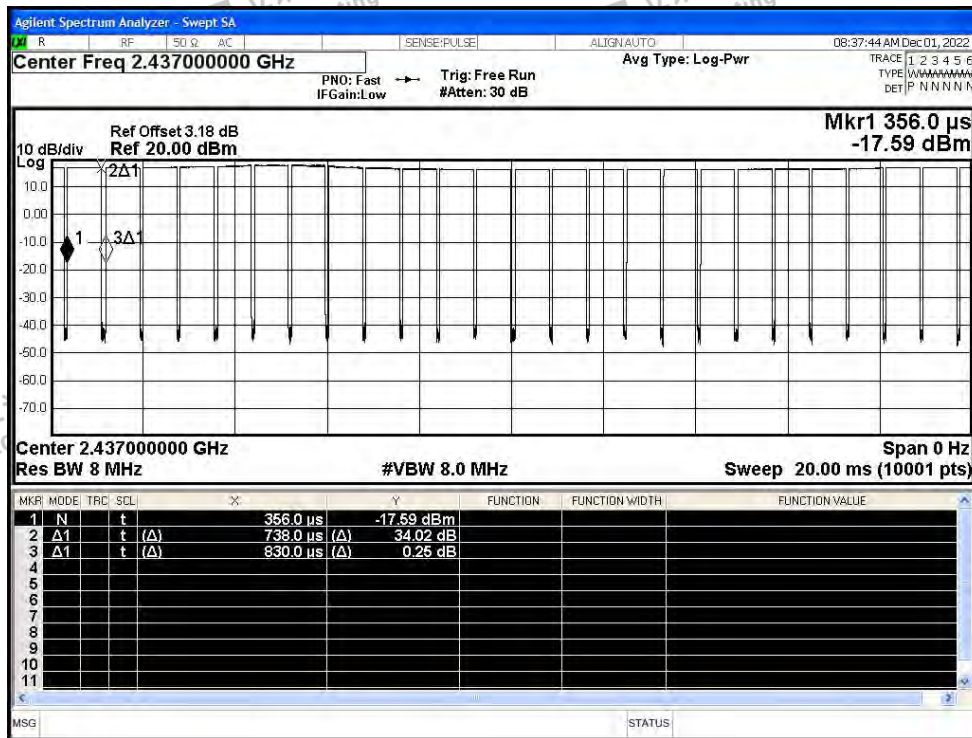 Agilent Spectrum Analyzer - Swept SA
LXI R RF 50 Ω AC SENSE:PULSE ALIGNAUTO 08:37:44 AM Dec 01, 2022
Center Freq 2.437000000 GHz
PNO: Fast
IFGain:Low
Trig: Free Run
#Atten: 30 dB
Avg Type: Log-Pwr
TRACE 1 2 3 4 5 6
TYPE
DET P N N N N N
Mkr1 356.0 µs
-17.59 dBm
Ref Offset 3.18 dB
10 dB/div Ref 20.00 dBm
Log
10.0
0.00
-10.0
-20.0
-30.0
-40.0
-50.0
-60.0
-70.0
2Δ1
1
3Δ1
Center 2.437000000 GHz Span 0 Hz
Res BW 8 MHz #VBW 8.0 MHz Sweep 20.00 ms (10001 pts)
MKR MODE TRC SCL X Y FUNCTION FUNCTION WIDTH FUNCTION VALUE
1 N t 356.0 µs -17.59 dBm
2 Δ1 t (Δ) 738.0 µs (Δ) 34.02 dB
3 Δ1 t (Δ) 830.0 µs (Δ) 0.25 dB
4
5
6
7
8
9
10
11
MSG STATUS